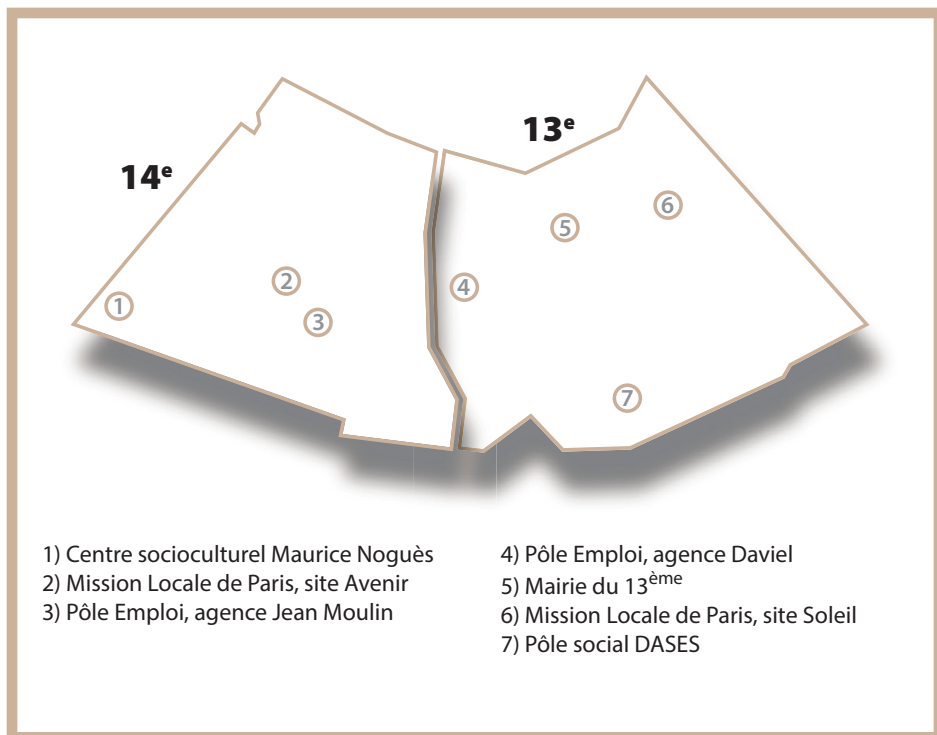 14ᵉ
13ᵉ
1
2
3
4
5
6
7
1) Centre socioculturel Maurice Noguès
2) Mission Locale de Paris, site Avenir
3) Pôle Emploi, agence Jean Moulin
4) Pôle Emploi, agence Daviel
5) Mairie du 13ème
6) Mission Locale de Paris, site Soleil
7) Pôle social DASES